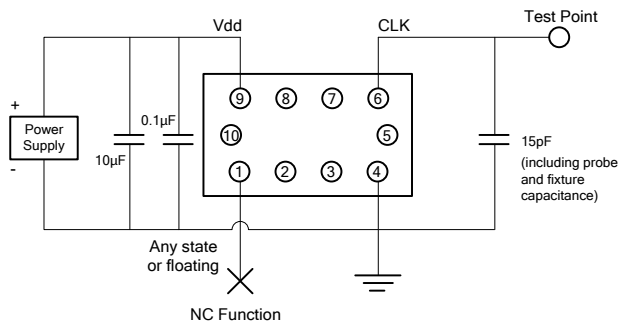 Test Point
Vdd
CLK
9
8
7
6
+
Power
Supply
-
10µF
0.1µF
10
5
15pF
(including probe
and fixture
capacitance)
1
2
3
4
Any state
or floating
NC Function